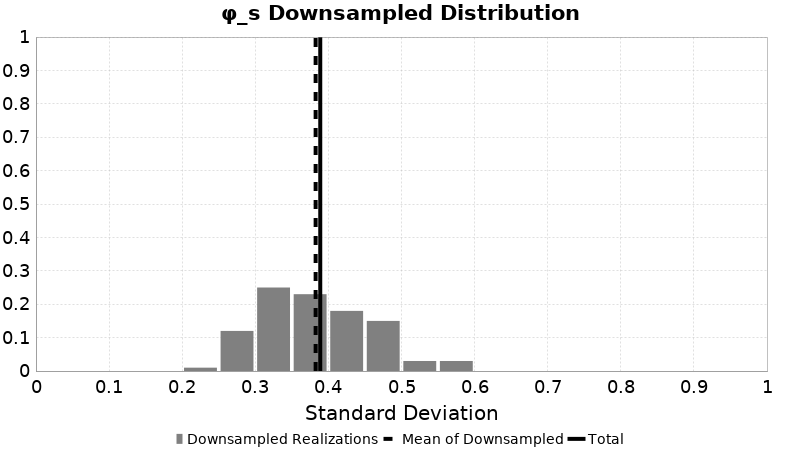 φ_s Downsampled Distribution
1
0.9
0.8
0.7
0.6
0.5
0.4
0.3
0.2
0.1
0
0 0.1 0.2 0.3 0.4 0.5 0.6 0.7 0.8 0.9 1
Standard Deviation
Downsampled Realizations Mean of Downsampled Total